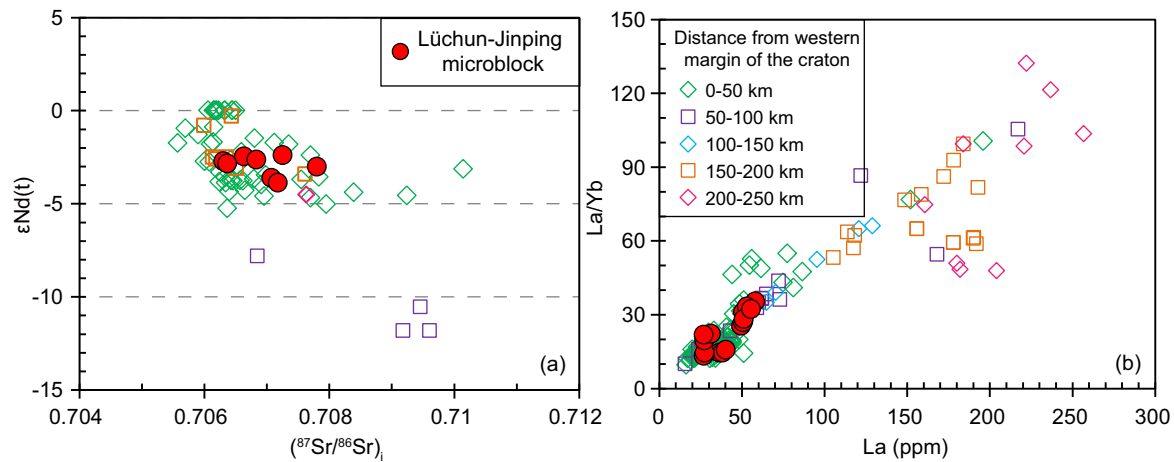 5
0
-5
-10
-15
εNd(t)
0.704
0.706
0.708
0.71
0.712
(⁸⁷Sr/⁸⁶Sr)ᵢ
Lüchun-Jinping
microblock
(a)
150
120
90
60
30
0
La/Yb
0
50
100
150
200
250
300
La (ppm)
Distance from western
margin of the craton
0-50 km
50-100 km
100-150 km
150-200 km
200-250 km
(b)